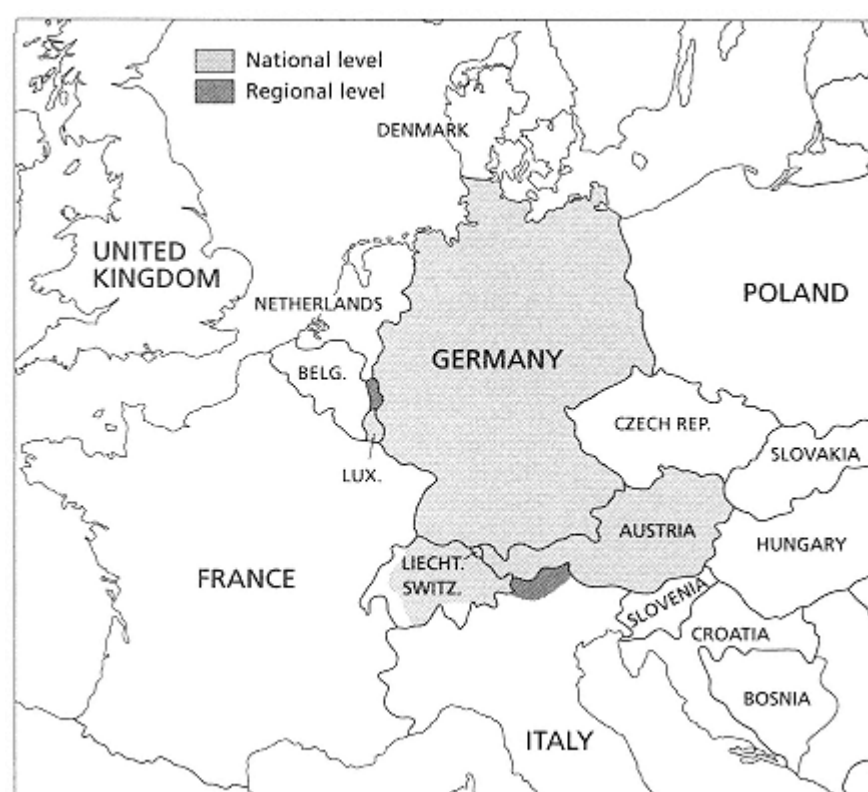 National level
Regional level
DENMARK
UNITED
KINGDOM
NETHERLANDS
POLAND
GERMANY
BELG.
CZECH REP.
SLOVAKIA
LUX.
AUSTRIA
HUNGARY
LIECHT.
SWITZ.
FRANCE
SLOVENIA
CROATIA
BOSNIA
ITALY